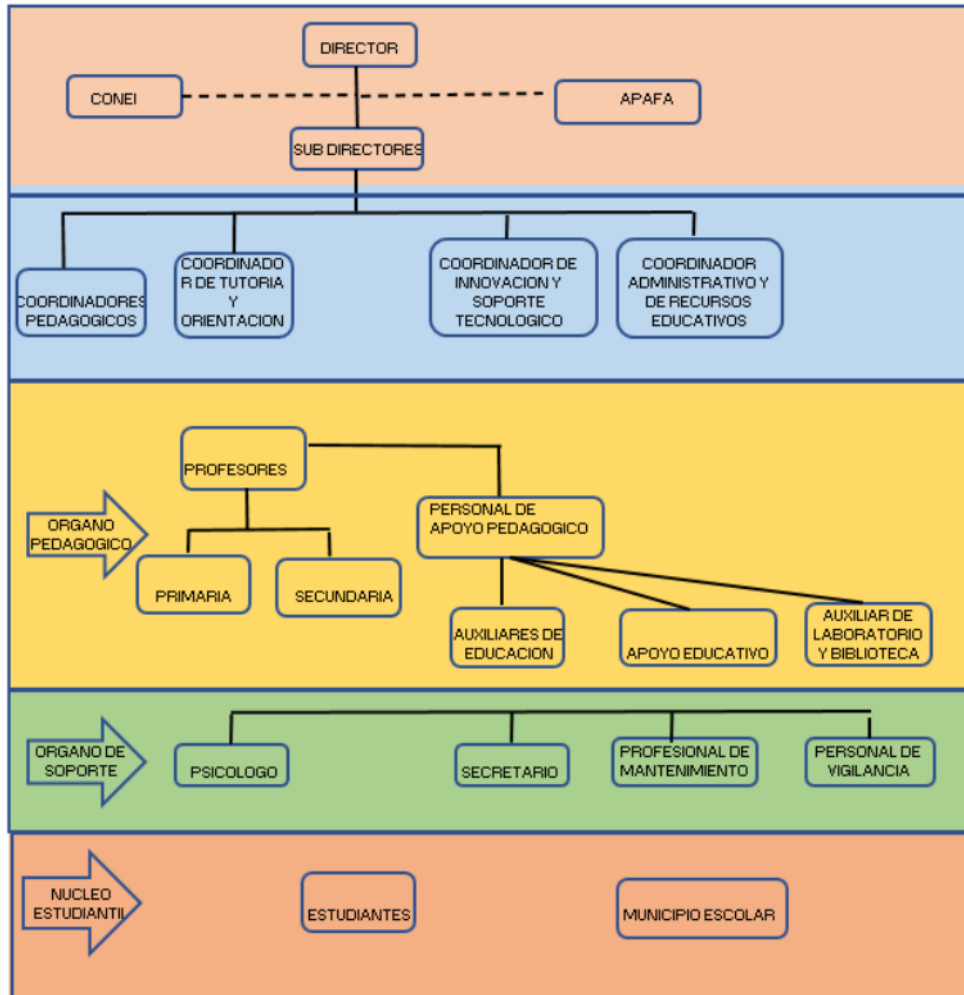 DIRECTOR
CONEI
APAFA
SUB DIRECTORES
COORDINADORES
PEDAGOGICOS
COORDINADO
R DE TUTORIA
Y
ORIENTACION
COORDINADOR DE
INNOVACION Y
SOPORTE
TECNOLOGICO
COORDINADOR
ADMINISTRATIVO Y
DE RECURSOS
EDUCATIVOS
ORGANO
PEDAGOGICO
PROFESORES
PERSONAL DE
APOYO PEDAGOGICO
PRIMARIA
SECUNDARIA
AUXILIARES DE
EDUCACION
APOYO EDUCATIVO
AUXILIAR DE
LABORATORIO
Y BIBLIOTECA
ORGANO DE
SOPORTE
PSICOLOGO
SECRETARIO
PROFESIONAL DE
MANTENIMIENTO
PERSONAL DE
VIGILANCIA
NUCLEO
ESTUDIANTIL
ESTUDIANTES
MUNICIPIO ESCOLAR